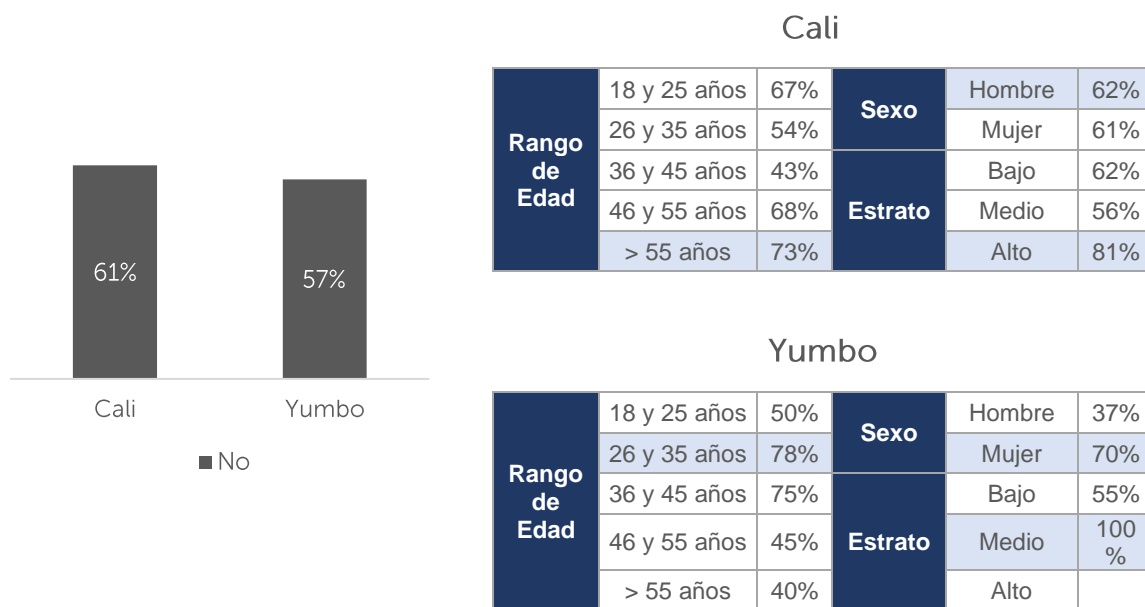 61%
57%
Cali
Yumbo
No
Cali
Rango de Edad
18 y 25 años 67% Sexo Hombre 62%
26 y 35 años 54% Mujer 61%
36 y 45 años 43% Estrato Bajo 62%
46 y 55 años 68% Medio 56%
> 55 años 73% Alto 81%
Yumbo
Rango de Edad
18 y 25 años 50% Sexo Hombre 37%
26 y 35 años 78% Mujer 70%
36 y 45 años 75% Estrato Bajo 55%
46 y 55 años 45% Medio 100 %
> 55 años 40% Alto